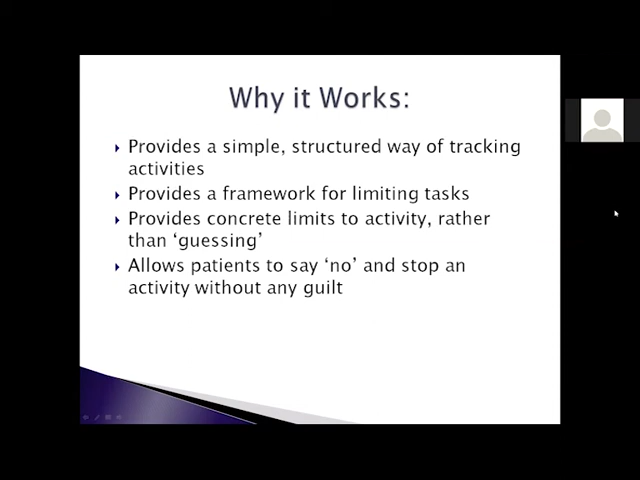 Why it Works:
Provides a simple, structured way of tracking
activities
Provides a framework for limiting tasks
Provides concrete limits to activity, rather
than ‘guessing’
Allows patients to say ‘no’ and stop an
activity without any guilt